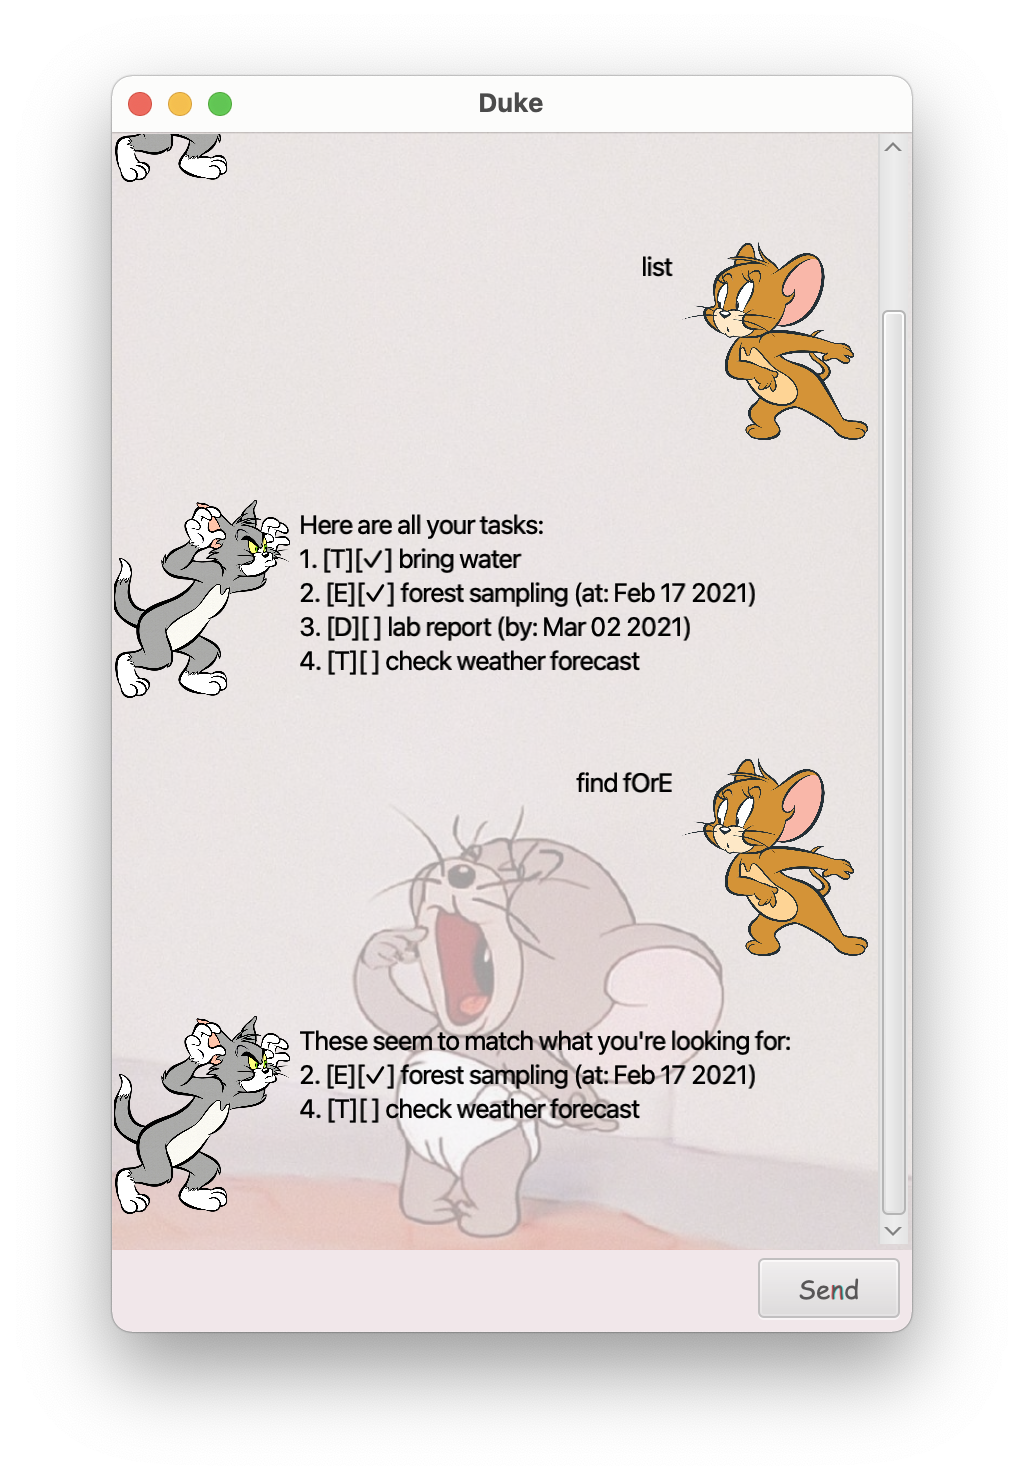 Duke
list
Here are all your tasks:
1. [T][✓] bring water
2. [E][✓] forest sampling (at: Feb 17 2021)
3. [D][ ] lab report (by: Mar 02 2021)
4. [T][ ] check weather forecast
find fOrE
These seem to match what you're looking for:
2. [E][✓] forest sampling (at: Feb 17 2021)
4. [T][ ] check weather forecast
Send